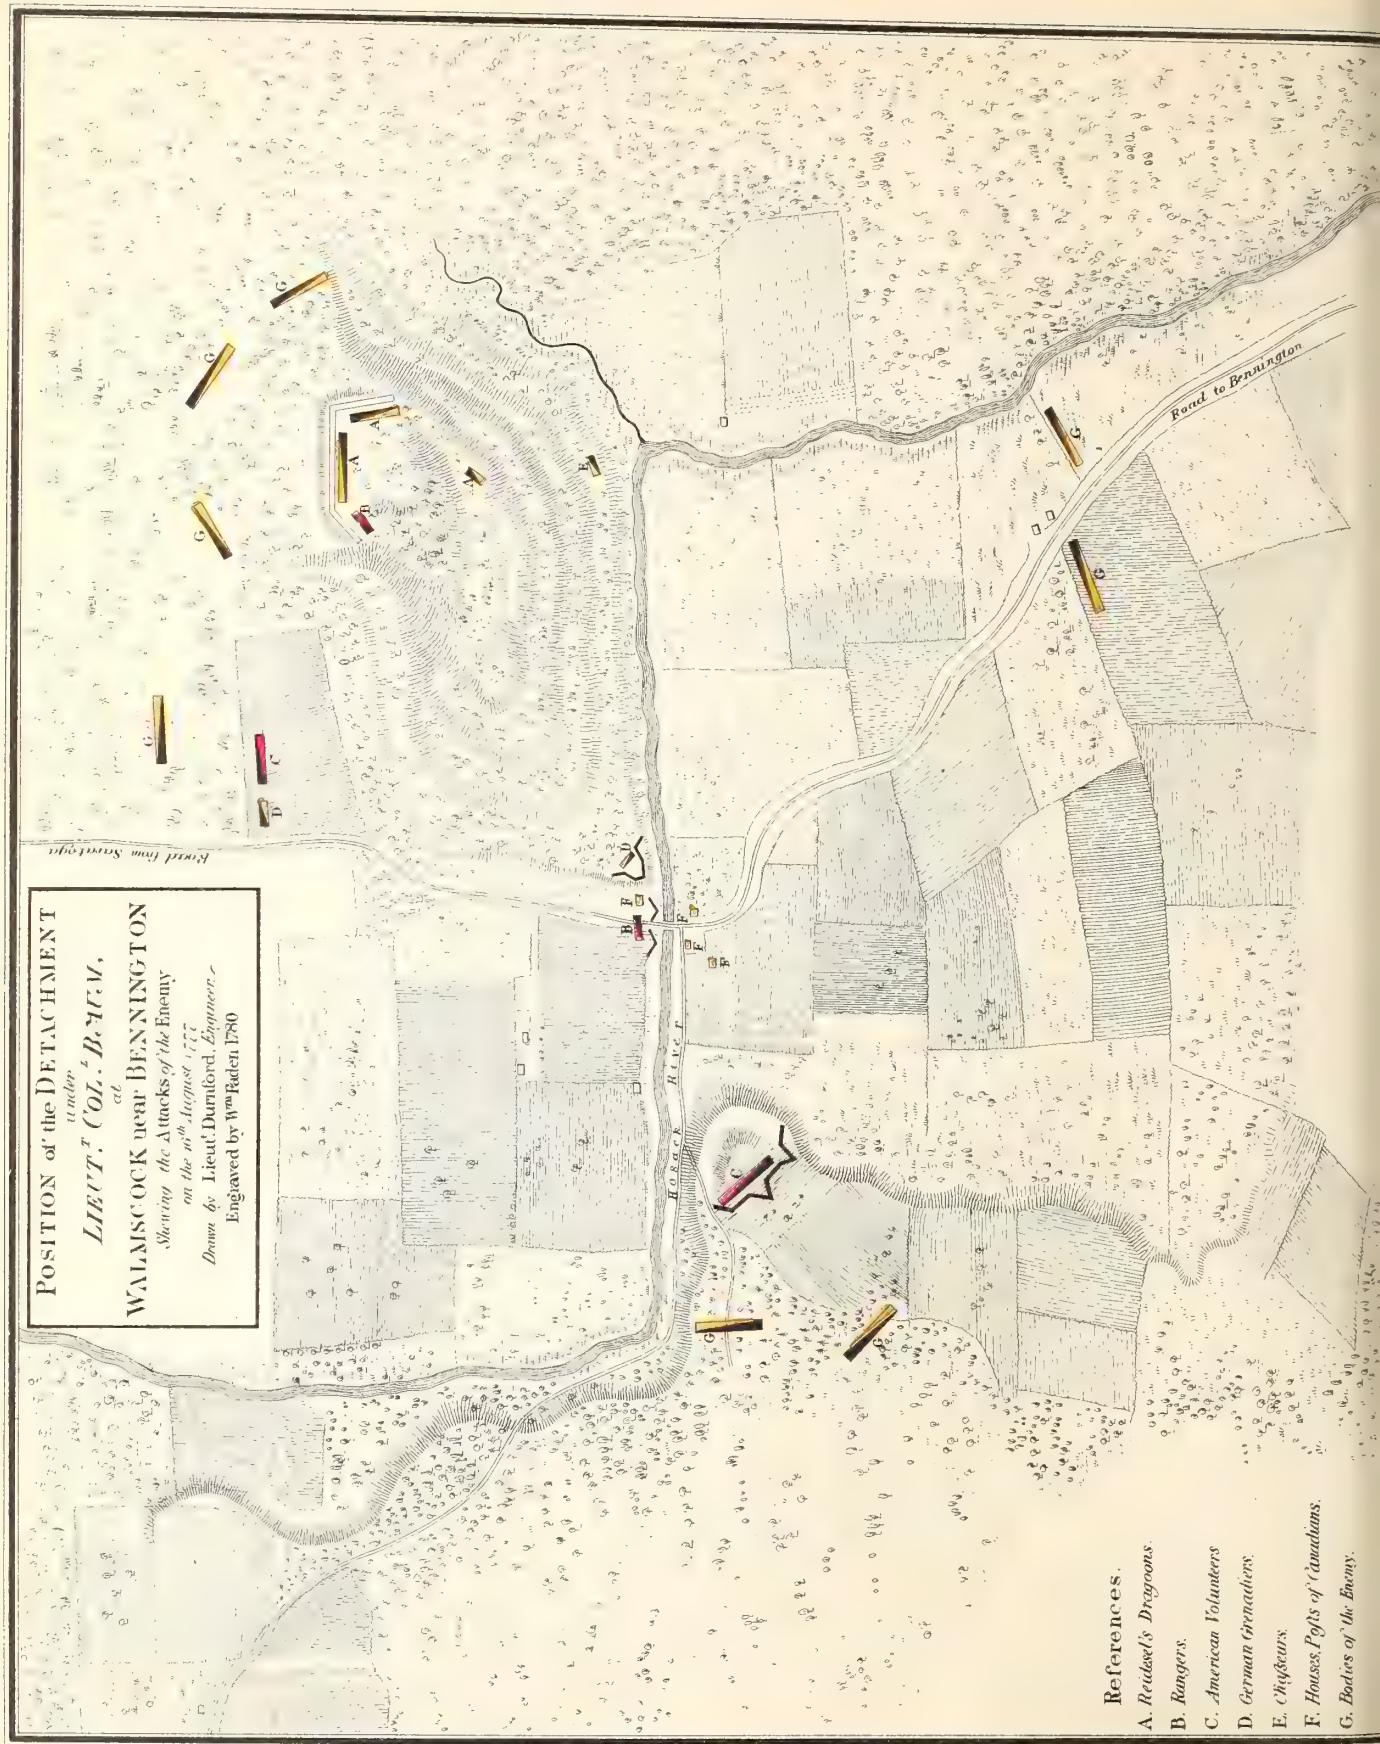 POSITION of the DETACHMENT
under
LIEUT.T COL.L BAUM,
at
WALMSCOCK near BENNINGTON
Shewing the Attacks of the Enemy
on the 16th August 1777
Drawn by Lieut.t Durnford, Engineer
Engraved by Wm Faden 1780
Road from Saratoga
Road to Bennington
Hosack River
G
G
G
G
A
A
A
B
E
C
D
D
F
B
F
F
F
C
G
G
G
G
References.
A. Reidesel's Dragoons.
B. Rangers.
C. American Volunteers
D. German Grenadiers.
E. Chaſseurs.
F. Houses, Poſts of Canadians.
G. Bodies of the Enemy.